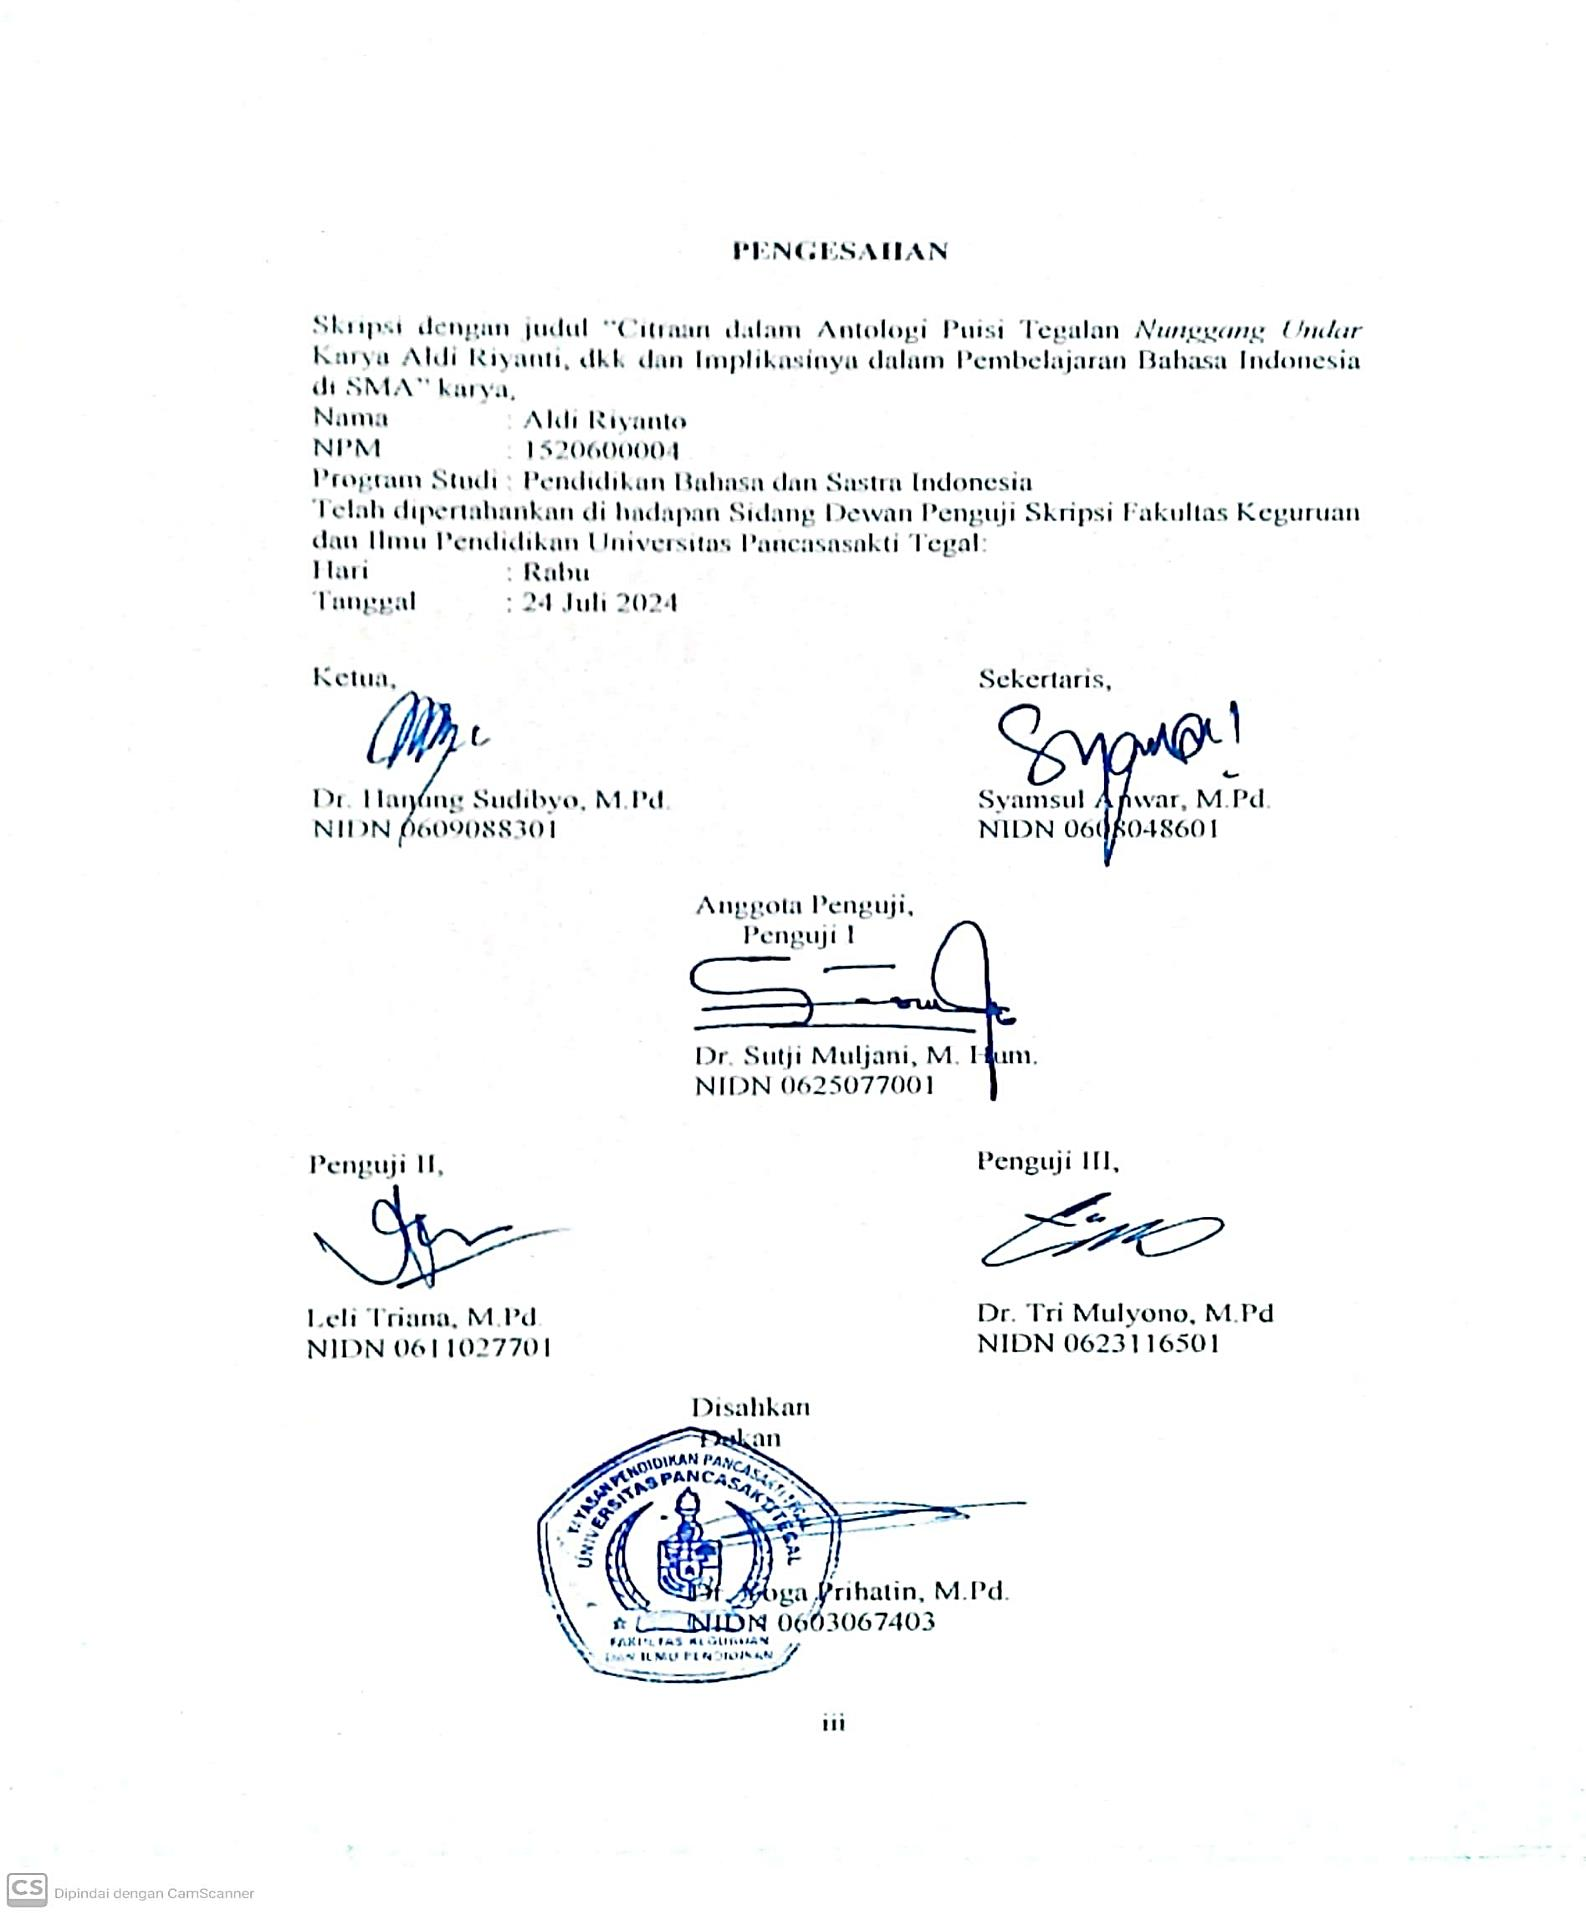 PENGESAHAN
Skripsi dengan judul "Citraan dalam Antologi Puisi Tegalan Nunggang Undar
Karya Aldi Riyanti, dkk dan Implikasinya dalam Pembelajaran Bahasa Indonesia
di SMA" karya,
Nama : Aldi Riyanto
NPM : 1520600004
Program Studi : Pendidikan Bahasa dan Sastra Indonesia
Telah dipertahankan di hadapan Sidang Dewan Penguji Skripsi Fakultas Keguruan
dan Ilmu Pendidikan Universitas Pancasasakti Tegal:
Hari : Rabu
Tanggal : 24 Juli 2024
Ketua, Sekertaris,
Dr. Hanung Sudibyo, M.Pd. Syamsul Anwar, M.Pd.
NIDN 0609088301 NIDN 0608048601
Anggota Penguji,
Penguji I
Dr. Sutji Muljani, M. Hum.
NIDN 0625077001
Penguji II, Penguji III,
Leli Triana, M.Pd. Dr. Tri Mulyono, M.Pd
NIDN 0611027701 NIDN 0623116501
Disahkan
Dekan
YAYASAN PENDIDIKAN PANCASAKTI TEGAL
UNIVERSITAS PANCASAKTI TEGAL
Dr. Yoga Prihatin, M.Pd.
NIDN 0603067403
FAKULTAS KEGURUAN
DAN ILMU PENDIDIKAN
iii
CS Dipindai dengan CamScanner